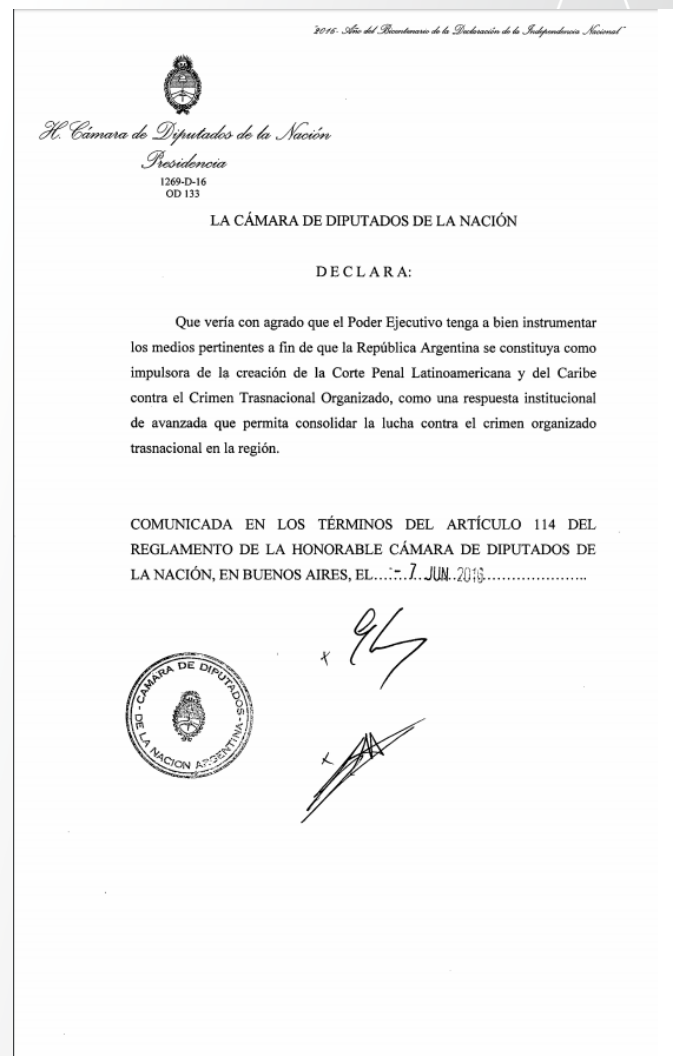 "2016- Año del Bicentenario de la Declaración de la Independencia Nacional"
H. Cámara de Diputados de la Nación
Presidencia
1269-D-16
OD 133
LA CÁMARA DE DIPUTADOS DE LA NACIÓN
D E C L A R A:
Que vería con agrado que el Poder Ejecutivo tenga a bien instrumentar
los medios pertinentes a fin de que la República Argentina se constituya como
impulsora de la creación de la Corte Penal Latinoamericana y del Caribe
contra el Crimen Trasnacional Organizado, como una respuesta institucional
de avanzada que permita consolidar la lucha contra el crimen organizado
trasnacional en la región.
COMUNICADA EN LOS TÉRMINOS DEL ARTÍCULO 114 DEL
REGLAMENTO DE LA HONORABLE CÁMARA DE DIPUTADOS DE
LA NACIÓN, EN BUENOS AIRES, EL....- 7 JUN 2016......................
- CAMARA DE DIPUTADOS -
DE LA NACION ARGENTINA